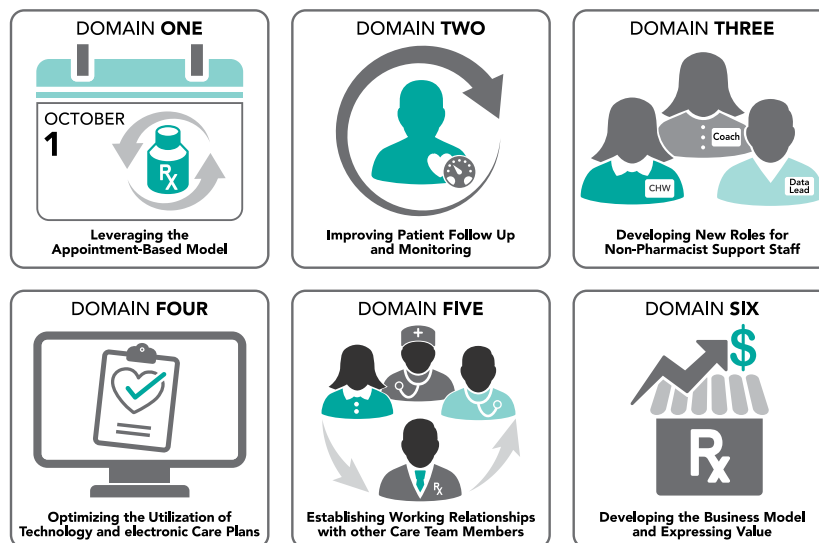 DOMAIN ONE
OCTOBER
1
Rx
Leveraging the
Appointment-Based Model
DOMAIN TWO
Improving Patient Follow Up
and Monitoring
DOMAIN THREE
Coach
CHW
Data
Lead
Developing New Roles for
Non-Pharmacist Support Staff
DOMAIN FOUR
Optimizing the Utilization of
Technology and electronic Care Plans
DOMAIN FIVE
Rx
Establishing Working Relationships
with other Care Team Members
DOMAIN SIX
$
Rx
Developing the Business Model
and Expressing Value